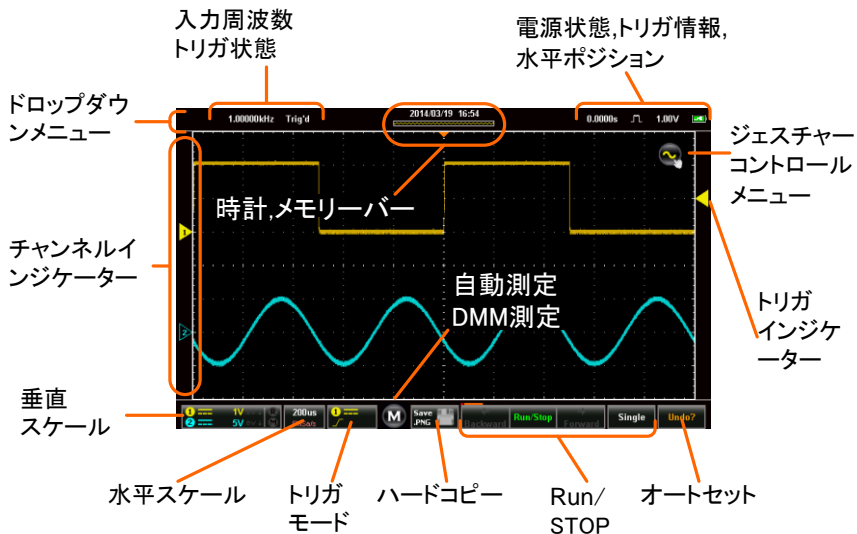 入力周波数
トリガ状態
電源状態,トリガ情報,
水平ポジション
ドロップダウ
ンメニュー
1.00000kHz Trig'd
2014/03/19 16:54
0.0000s 1.00V
ジェスチャー
コントロール
メニュー
時計,メモリーバー
1
チャンネルイ
ンジケーター
自動測定
DMM測定
2
トリガ
インジケ
ーター
垂直
スケール
1 1V
2 5V
200us
1
M
Save
.PNG
Backward
Run/Stop
Forward
Single
Undo?
水平スケール
トリガ
モード
ハードコピー
Run/
STOP
オートセット